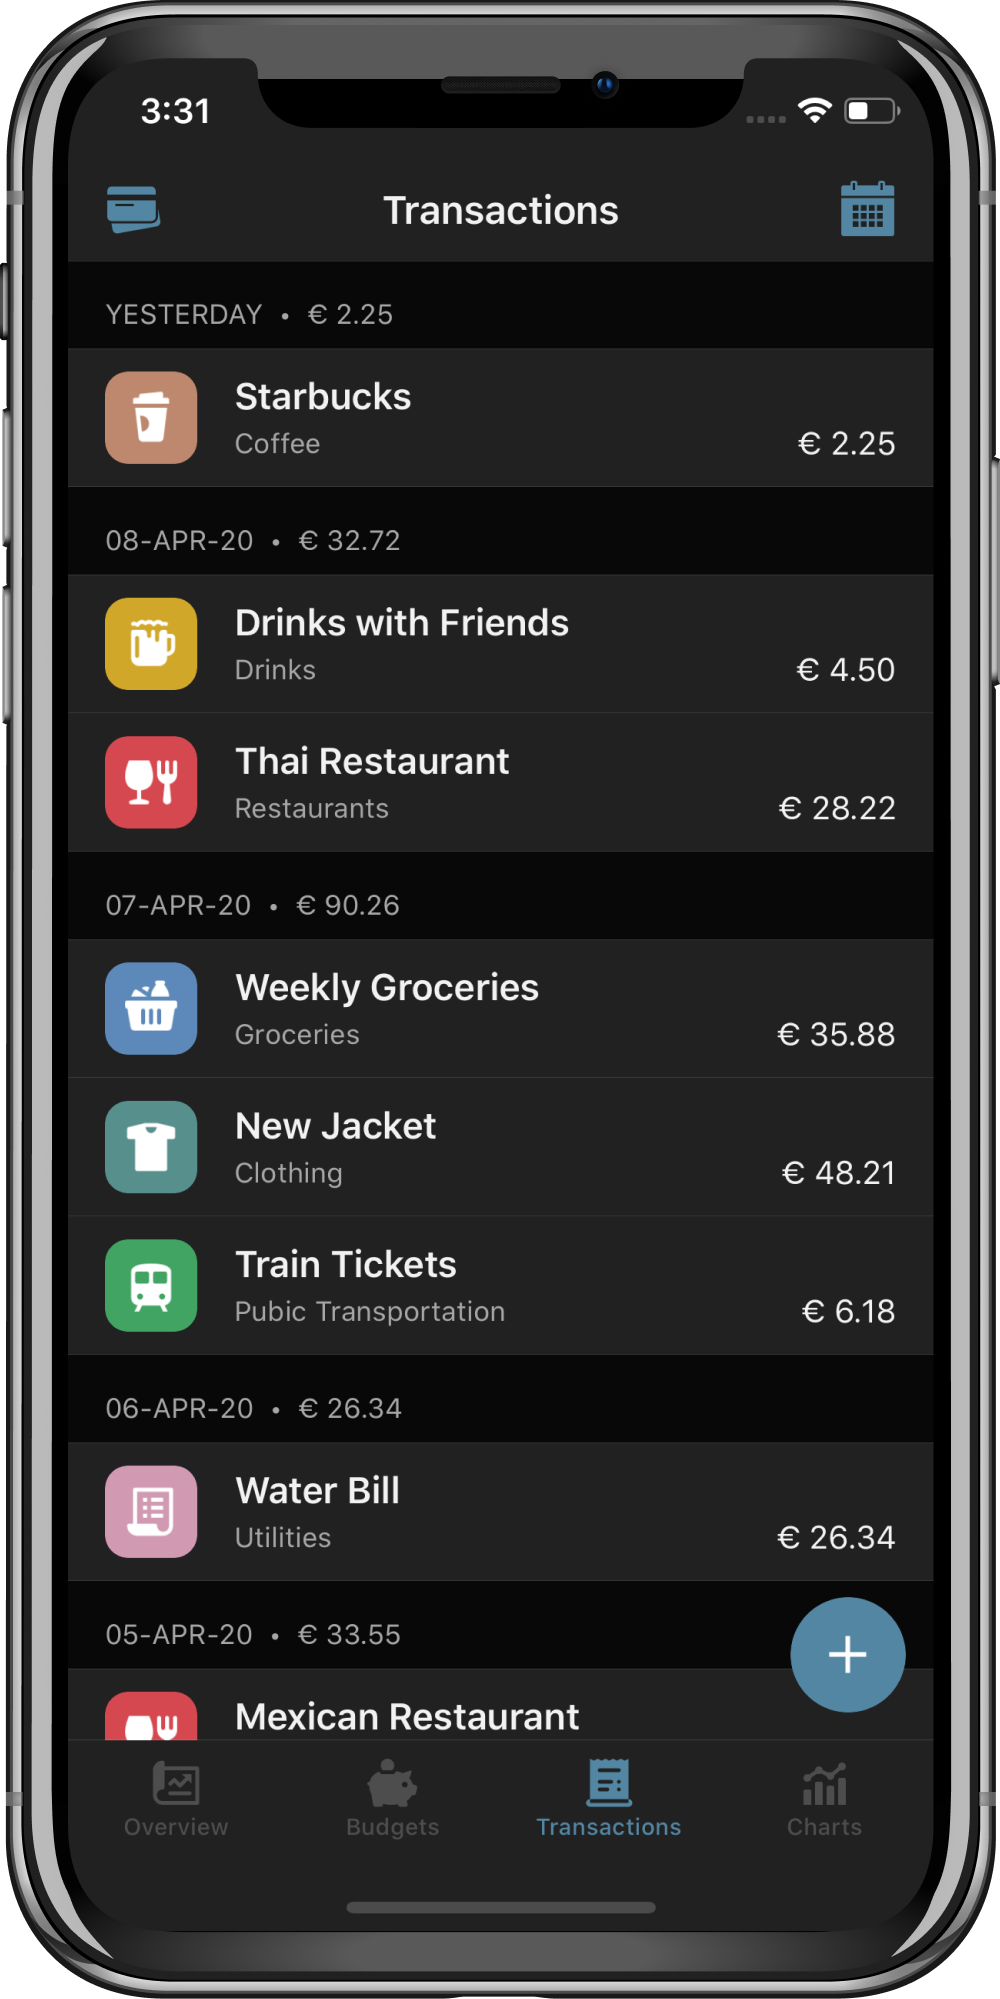 3:31
Transactions
YESTERDAY • € 2.25
Starbucks
Coffee
€ 2.25
08-APR-20 • € 32.72
Drinks with Friends
Drinks
€ 4.50
Thai Restaurant
Restaurants
€ 28.22
07-APR-20 • € 90.26
Weekly Groceries
Groceries
€ 35.88
New Jacket
Clothing
€ 48.21
Train Tickets
Pubic Transportation
€ 6.18
06-APR-20 • € 26.34
Water Bill
Utilities
€ 26.34
05-APR-20 • € 33.55
Mexican Restaurant
Overview
Budgets
Transactions
Charts